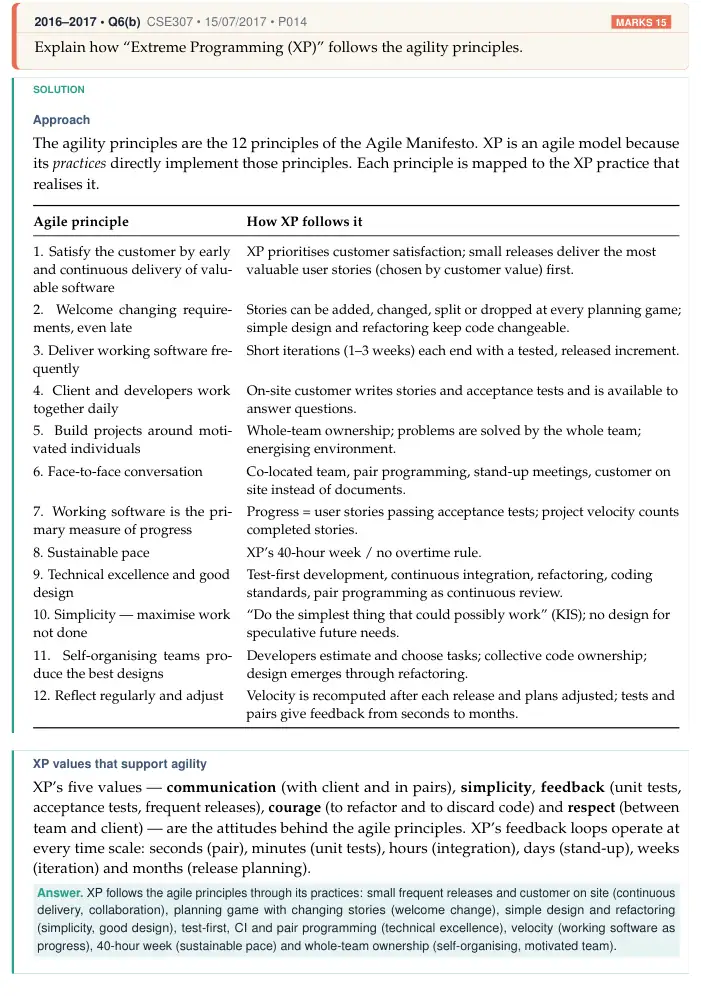 2016–2017 • Q6(b) CSE307 • 15/07/2017 • P014 MARKS 15
Explain how “Extreme Programming (XP)” follows the agility principles.
SOLUTION
Approach
The agility principles are the 12 principles of the Agile Manifesto. XP is an agile model because
its practices directly implement those principles. Each principle is mapped to the XP practice that
realises it.
Agile principle How XP follows it
1. Satisfy the customer by early XP prioritises customer satisfaction; small releases deliver the most
and continuous delivery of valu- valuable user stories (chosen by customer value) first.
able software
2. Welcome changing require- Stories can be added, changed, split or dropped at every planning game;
ments, even late simple design and refactoring keep code changeable.
3. Deliver working software fre- Short iterations (1–3 weeks) each end with a tested, released increment.
quently
4. Client and developers work On-site customer writes stories and acceptance tests and is available to
together daily answer questions.
5. Build projects around moti- Whole-team ownership; problems are solved by the whole team;
vated individuals energising environment.
6. Face-to-face conversation Co-located team, pair programming, stand-up meetings, customer on
site instead of documents.
7. Working software is the pri- Progress = user stories passing acceptance tests; project velocity counts
mary measure of progress completed stories.
8. Sustainable pace XP’s 40-hour week / no overtime rule.
9. Technical excellence and good Test-first development, continuous integration, refactoring, coding
design standards, pair programming as continuous review.
10. Simplicity — maximise work “Do the simplest thing that could possibly work” (KIS); no design for
not done speculative future needs.
11. Self-organising teams pro- Developers estimate and choose tasks; collective code ownership;
duce the best designs design emerges through refactoring.
12. Reflect regularly and adjust Velocity is recomputed after each release and plans adjusted; tests and
pairs give feedback from seconds to months.
XP values that support agility
XP’s five values — communication (with client and in pairs), simplicity, feedback (unit tests,
acceptance tests, frequent releases), courage (to refactor and to discard code) and respect (between
team and client) — are the attitudes behind the agile principles. XP’s feedback loops operate at
every time scale: seconds (pair), minutes (unit tests), hours (integration), days (stand-up), weeks
(iteration) and months (release planning).
Answer. XP follows the agile principles through its practices: small frequent releases and customer on site (continuous
delivery, collaboration), planning game with changing stories (welcome change), simple design and refactoring
(simplicity, good design), test-first, CI and pair programming (technical excellence), velocity (working software as
progress), 40-hour week (sustainable pace) and whole-team ownership (self-organising, motivated team).